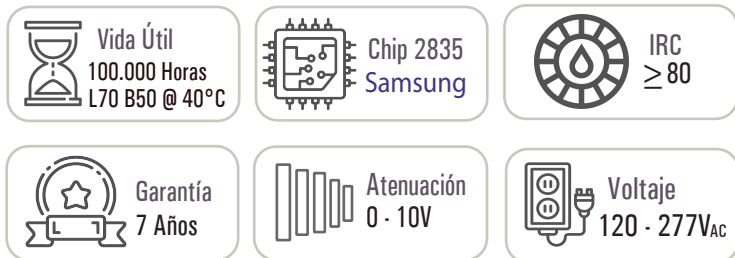 Vida Útil
100.000 Horas
L70 B50 @ 40°C
Chip 2835
Samsung
IRC
≥ 80
Garantía
7 Años
Atenuación
0 - 10V
Voltaje
120 - 277VAC